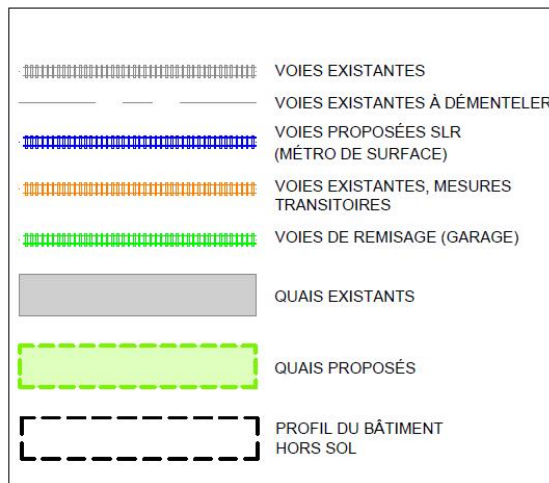 VOIES EXISTANTES
VOIES EXISTANTES À DÉMENTELER
VOIES PROPOSÉES SLR
(MÉTRO DE SURFACE)
VOIES EXISTANTES, MESURES
TRANSITOIRES
VOIES DE REMISAGE (GARAGE)
QUAIS EXISTANTS
QUAIS PROPOSÉS
PROFIL DU BÂTIMENT
HORS SOL